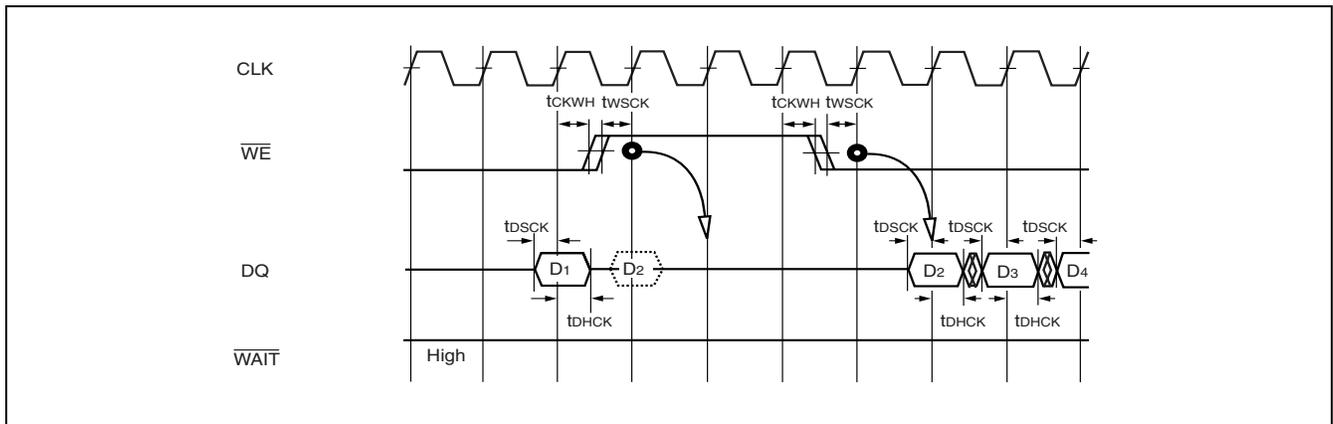 CLK
tCKWH tWSCK tCKWH tWSCK
WE
tDSCK tDSCK tDSCK tDSCK
DQ D1 D2 D2 D3 D4
tDHCK tDHCK tDHCK
WAIT High